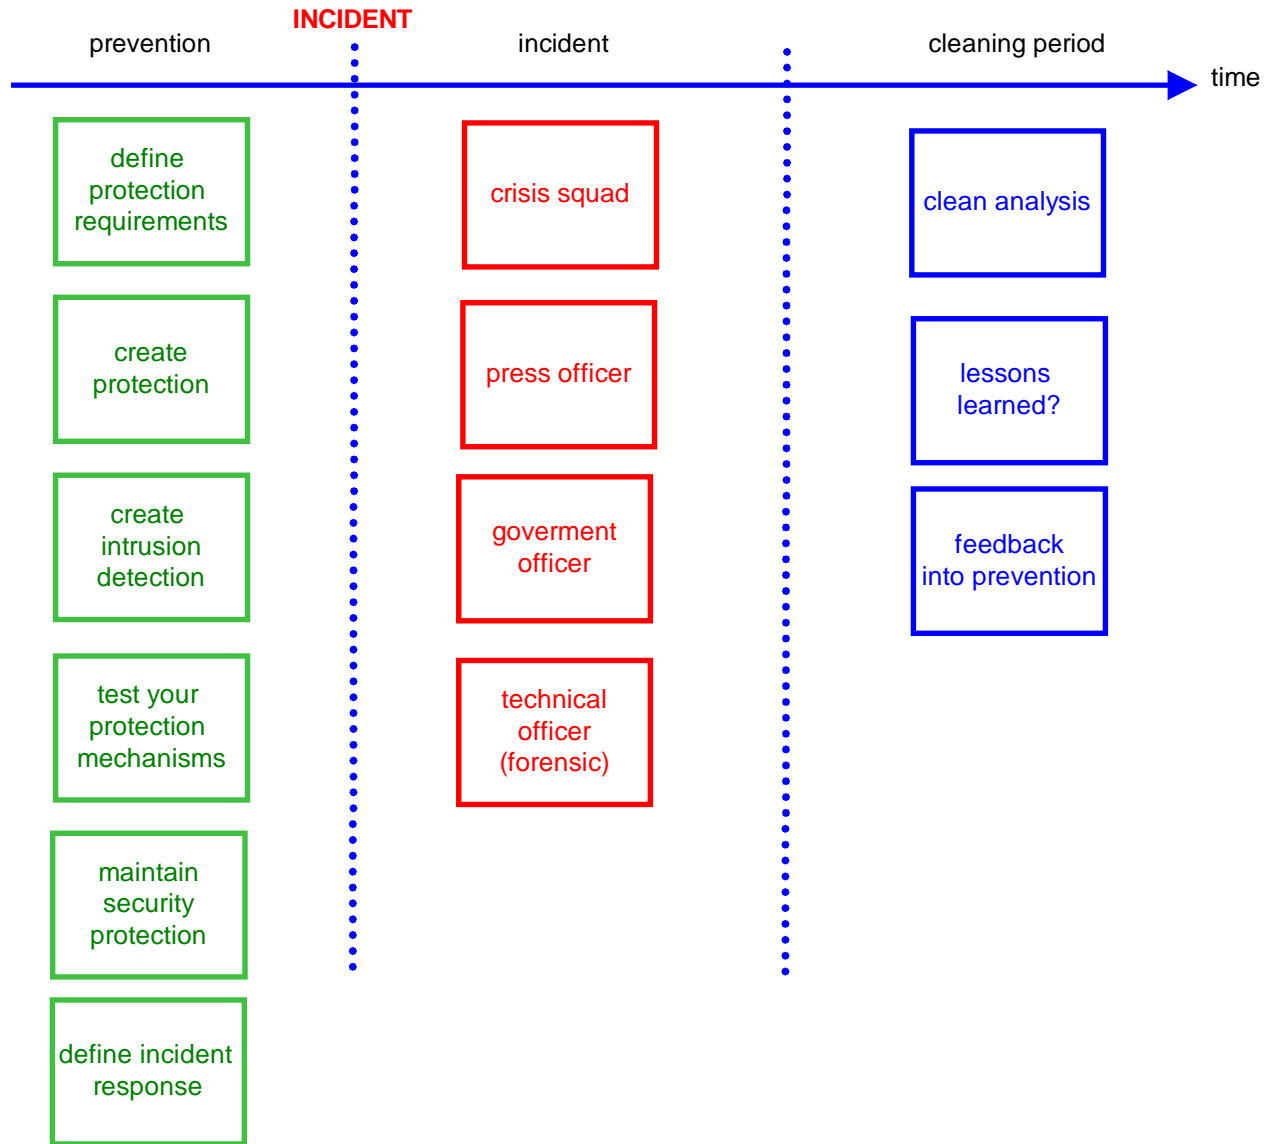 INCIDENT
prevention
incident
cleaning period
time
define
protection
requirements
create
protection
create
intrusion
detection
test your
protection
mechanisms
maintain
security
protection
define incident
response
crisis squad
press officer
goverment
officer
technical
officer
(forensic)
clean analysis
lessons
learned?
feedback
into prevention